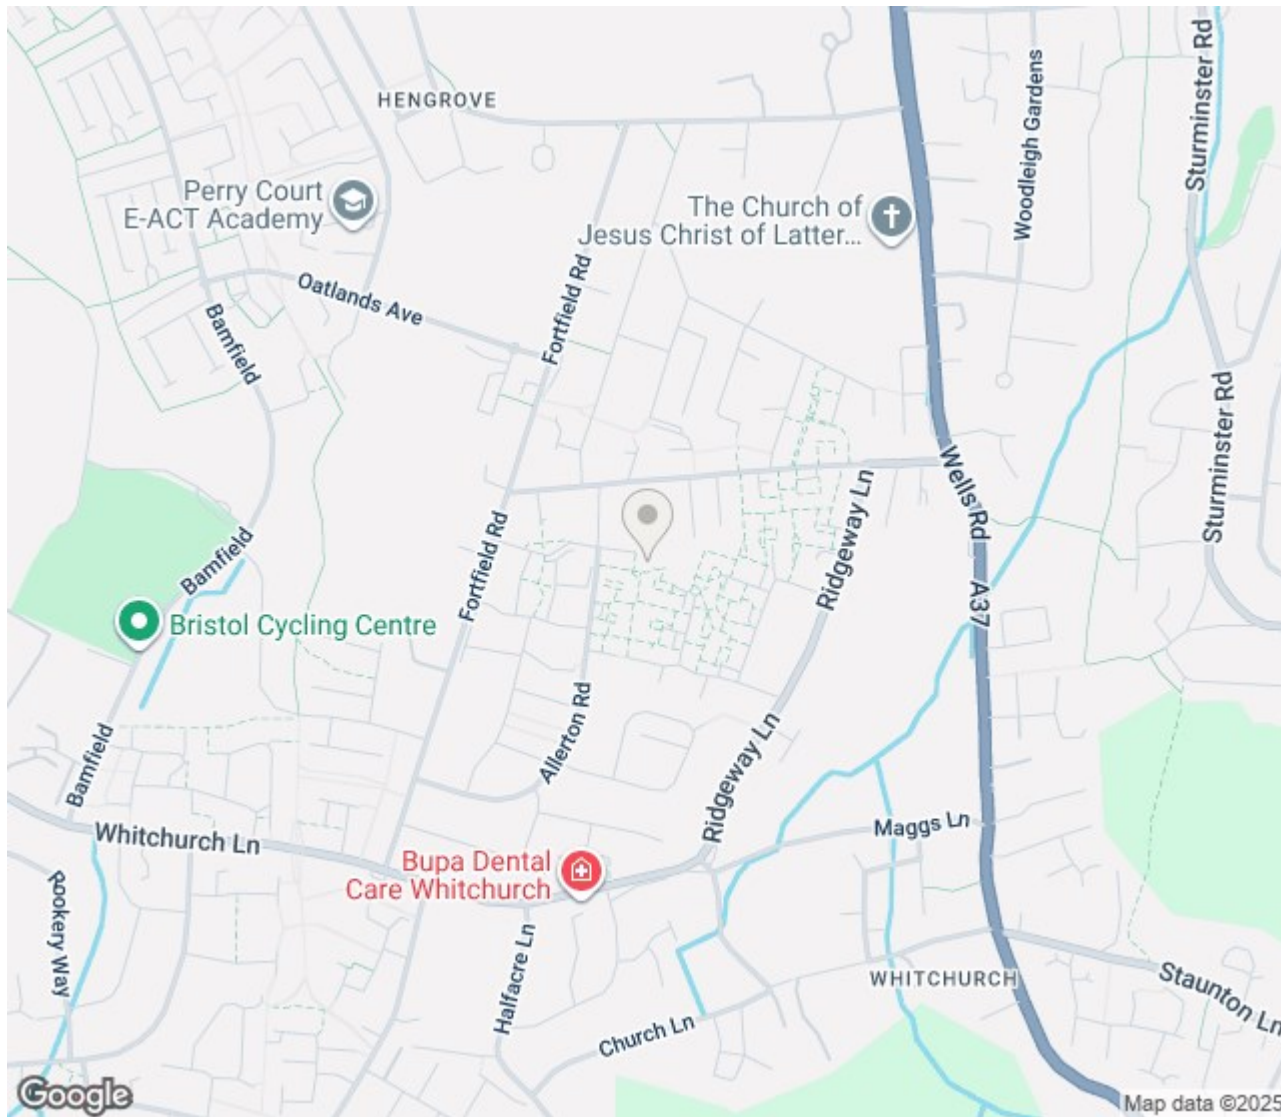 HENGROVE
Woodleigh Gardens
Sturminster Rd
Perry Court
E-ACT Academy
The Church of
Jesus Christ of Latter...
Oatlands Ave
Fortfield Rd
Bamfield
Sturminster Rd
Wells Rd
Ridgeway Ln
Fortfield Rd
Bamfield
A37
Bristol Cycling Centre
Allerton Rd
Bamfield
Ridgeway Ln
Maggs Ln
Whitchurch Ln
Bupa Dental
Care Whitchurch
Rookery Way
Halfacre Ln
WHITCHURCH
Staunton Ln
Church Ln
Google
Map data ©2025